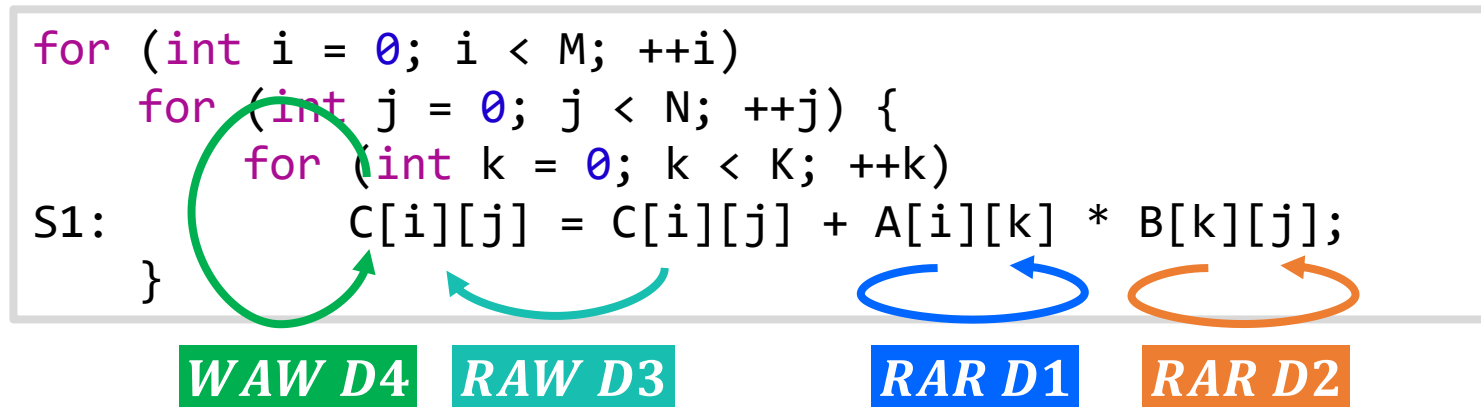 for (int i = 0; i < M; ++i)
    for (int j = 0; j < N; ++j) {
        for (int k = 0; k < K; ++k)
S1:         C[i][j] = C[i][j] + A[i][k] * B[k][j];
    }
WAW D4 RAW D3 RAR D1 RAR D2